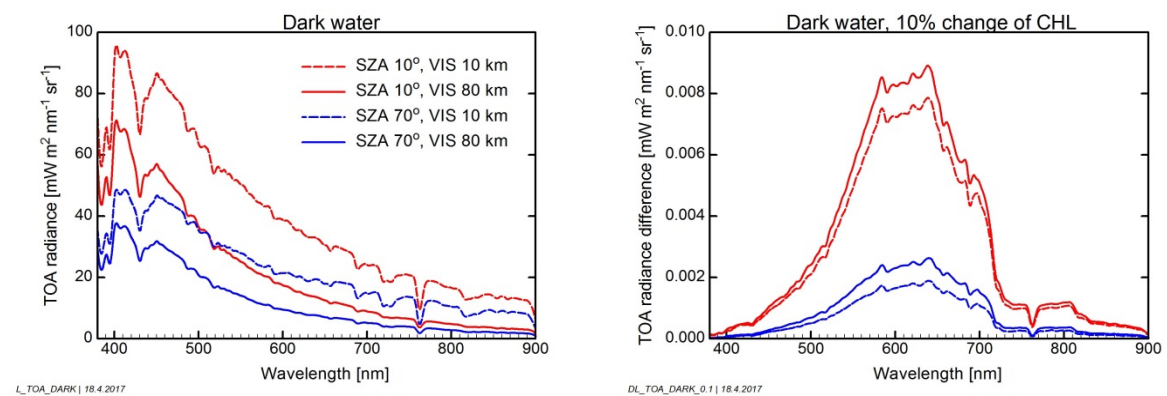 Dark water
TOA radiance [mW m² nm⁻¹ sr⁻¹]
100
80
60
40
20
0
SZA 10°, VIS 10 km
SZA 10°, VIS 80 km
SZA 70°, VIS 10 km
SZA 70°, VIS 80 km
400 500 600 700 800 900
Wavelength [nm]
L_TOA_DARK | 18.4.2017
Dark water, 10% change of CHL
TOA radiance difference [mW m² nm⁻¹ sr⁻¹]
0.010
0.008
0.006
0.004
0.002
0.000
400 500 600 700 800 900
Wavelength [nm]
DL_TOA_DARK_0.1 | 18.4.2017